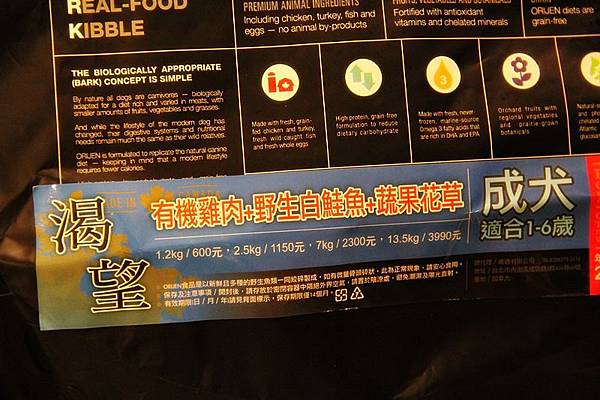 REAL-FOOD
KIBBLE
PREMIUM ANIMAL INGREDIENTS
Including chicken, turkey, fish and
eggs — no animal by-products
Fortified with antioxidant
vitamins and chelated minerals
ORIJEN diets are
grain-free
THE BIOLOGICALLY APPROPRIATE
(BARK) CONCEPT IS SIMPLE
By nature all dogs are carnivores — biologically
adapted for a diet rich and varied in meats, with
smaller amounts of fruits, vegetables and grasses.
And while the lifestyle of the modern dog has
changed, their digestive systems and nutritional
needs remain much the same as their wild relatives.
ORIJEN is formulated to replicate the natural canine
diet — keeping in mind that a modern lifestyle
requires fewer calories.
Made with fresh, grain-
fed chicken and turkey,
fresh wild-caught fish
and fresh whole eggs
High protein, grain free
formulation to reduce
dietary carbohydrate
3
Made with fresh, never
frozen, marine-source
Omega 3 fatty acids that
are rich in DHA and EPA
Orchard fruits with
regional vegetables
and prairie-grown
botanicals
渴望
有機雞肉+野生白鮭魚+蔬果花草
1.2kg / 600元，2.5kg / 1150元，7kg / 2300元，13.5kg / 3990元
成犬
適合1-6歲